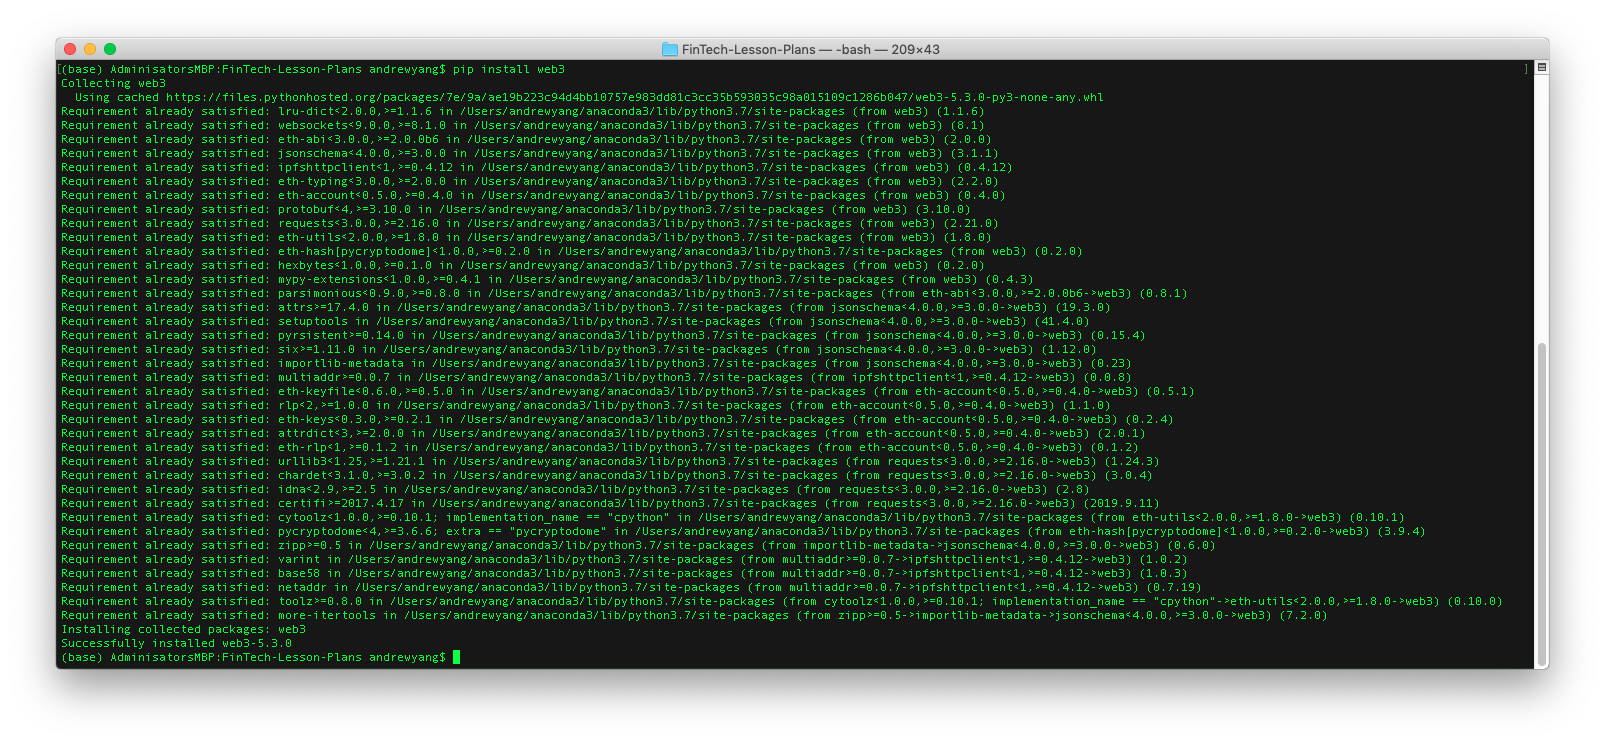 FinTech-Lesson-Plans — -bash — 209×43
[(base) AdminisatorsMBP:FinTech-Lesson-Plans andrewyang$ pip install web3 ]
Collecting web3
Using cached https://files.pythonhosted.org/packages/7e/9a/ae19b223c94d4bb10757e983dd81c3cc35b593035c98a015109c1286b047/web3-5.3.0-py3-none-any.whl
Requirement already satisfied: lru-dict<2.0.0,>=1.1.6 in /Users/andrewyang/anaconda3/lib/python3.7/site-packages (from web3) (1.1.6)
Requirement already satisfied: websockets<9.0.0,>=8.1.0 in /Users/andrewyang/anaconda3/lib/python3.7/site-packages (from web3) (8.1)
Requirement already satisfied: eth-abi<3.0.0,>=2.0.0b6 in /Users/andrewyang/anaconda3/lib/python3.7/site-packages (from web3) (2.0.0)
Requirement already satisfied: jsonschema<4.0.0,>=3.0.0 in /Users/andrewyang/anaconda3/lib/python3.7/site-packages (from web3) (3.1.1)
Requirement already satisfied: ipfshttpclient<1,>=0.4.12 in /Users/andrewyang/anaconda3/lib/python3.7/site-packages (from web3) (0.4.12)
Requirement already satisfied: eth-typing<3.0.0,>=2.0.0 in /Users/andrewyang/anaconda3/lib/python3.7/site-packages (from web3) (2.2.0)
Requirement already satisfied: eth-account<0.5.0,>=0.4.0 in /Users/andrewyang/anaconda3/lib/python3.7/site-packages (from web3) (0.4.0)
Requirement already satisfied: protobuf<4,>=3.10.0 in /Users/andrewyang/anaconda3/lib/python3.7/site-packages (from web3) (3.10.0)
Requirement already satisfied: requests<3.0.0,>=2.16.0 in /Users/andrewyang/anaconda3/lib/python3.7/site-packages (from web3) (2.21.0)
Requirement already satisfied: eth-utils<2.0.0,>=1.8.0 in /Users/andrewyang/anaconda3/lib/python3.7/site-packages (from web3) (1.8.0)
Requirement already satisfied: eth-hash[pycryptodome]<1.0.0,>=0.2.0 in /Users/andrewyang/anaconda3/lib/python3.7/site-packages (from web3) (0.2.0)
Requirement already satisfied: hexbytes<1.0.0,>=0.1.0 in /Users/andrewyang/anaconda3/lib/python3.7/site-packages (from web3) (0.2.0)
Requirement already satisfied: mypy-extensions<1.0.0,>=0.4.1 in /Users/andrewyang/anaconda3/lib/python3.7/site-packages (from web3) (0.4.3)
Requirement already satisfied: parsimonious<0.9.0,>=0.8.0 in /Users/andrewyang/anaconda3/lib/python3.7/site-packages (from eth-abi<3.0.0,>=2.0.0b6->web3) (0.8.1)
Requirement already satisfied: attrs>=17.4.0 in /Users/andrewyang/anaconda3/lib/python3.7/site-packages (from jsonschema<4.0.0,>=3.0.0->web3) (19.3.0)
Requirement already satisfied: setuptools in /Users/andrewyang/anaconda3/lib/python3.7/site-packages (from jsonschema<4.0.0,>=3.0.0->web3) (41.4.0)
Requirement already satisfied: pyrsistent>=0.14.0 in /Users/andrewyang/anaconda3/lib/python3.7/site-packages (from jsonschema<4.0.0,>=3.0.0->web3) (0.15.4)
Requirement already satisfied: six>=1.11.0 in /Users/andrewyang/anaconda3/lib/python3.7/site-packages (from jsonschema<4.0.0,>=3.0.0->web3) (1.12.0)
Requirement already satisfied: importlib-metadata in /Users/andrewyang/anaconda3/lib/python3.7/site-packages (from jsonschema<4.0.0,>=3.0.0->web3) (0.23)
Requirement already satisfied: multiaddr>=0.0.7 in /Users/andrewyang/anaconda3/lib/python3.7/site-packages (from ipfshttpclient<1,>=0.4.12->web3) (0.0.8)
Requirement already satisfied: eth-keyfile<0.6.0,>=0.5.0 in /Users/andrewyang/anaconda3/lib/python3.7/site-packages (from eth-account<0.5.0,>=0.4.0->web3) (0.5.1)
Requirement already satisfied: rlp<2,>=1.0.0 in /Users/andrewyang/anaconda3/lib/python3.7/site-packages (from eth-account<0.5.0,>=0.4.0->web3) (1.1.0)
Requirement already satisfied: eth-keys<0.3.0,>=0.2.1 in /Users/andrewyang/anaconda3/lib/python3.7/site-packages (from eth-account<0.5.0,>=0.4.0->web3) (0.2.4)
Requirement already satisfied: attrdict<3,>=2.0.0 in /Users/andrewyang/anaconda3/lib/python3.7/site-packages (from eth-account<0.5.0,>=0.4.0->web3) (2.0.1)
Requirement already satisfied: eth-rlp<1,>=0.1.2 in /Users/andrewyang/anaconda3/lib/python3.7/site-packages (from eth-account<0.5.0,>=0.4.0->web3) (0.1.2)
Requirement already satisfied: urllib3<1.25,>=1.21.1 in /Users/andrewyang/anaconda3/lib/python3.7/site-packages (from requests<3.0.0,>=2.16.0->web3) (1.24.3)
Requirement already satisfied: chardet<3.1.0,>=3.0.2 in /Users/andrewyang/anaconda3/lib/python3.7/site-packages (from requests<3.0.0,>=2.16.0->web3) (3.0.4)
Requirement already satisfied: idna<2.9,>=2.5 in /Users/andrewyang/anaconda3/lib/python3.7/site-packages (from requests<3.0.0,>=2.16.0->web3) (2.8)
Requirement already satisfied: certifi>=2017.4.17 in /Users/andrewyang/anaconda3/lib/python3.7/site-packages (from requests<3.0.0,>=2.16.0->web3) (2019.9.11)
Requirement already satisfied: cytoolz<1.0.0,>=0.10.1; implementation_name == "cpython" in /Users/andrewyang/anaconda3/lib/python3.7/site-packages (from eth-utils<2.0.0,>=1.8.0->web3) (0.10.1)
Requirement already satisfied: pycryptodome<4,>=3.6.6; extra == "pycryptodome" in /Users/andrewyang/anaconda3/lib/python3.7/site-packages (from eth-hash[pycryptodome]<1.0.0,>=0.2.0->web3) (3.9.4)
Requirement already satisfied: zipp>=0.5 in /Users/andrewyang/anaconda3/lib/python3.7/site-packages (from importlib-metadata->jsonschema<4.0.0,>=3.0.0->web3) (0.6.0)
Requirement already satisfied: varint in /Users/andrewyang/anaconda3/lib/python3.7/site-packages (from multiaddr>=0.0.7->ipfshttpclient<1,>=0.4.12->web3) (1.0.2)
Requirement already satisfied: base58 in /Users/andrewyang/anaconda3/lib/python3.7/site-packages (from multiaddr>=0.0.7->ipfshttpclient<1,>=0.4.12->web3) (1.0.3)
Requirement already satisfied: netaddr in /Users/andrewyang/anaconda3/lib/python3.7/site-packages (from multiaddr>=0.0.7->ipfshttpclient<1,>=0.4.12->web3) (0.7.19)
Requirement already satisfied: toolz>=0.8.0 in /Users/andrewyang/anaconda3/lib/python3.7/site-packages (from cytoolz<1.0.0,>=0.10.1; implementation_name == "cpython"->eth-utils<2.0.0,>=1.8.0->web3) (0.10.0)
Requirement already satisfied: more-itertools in /Users/andrewyang/anaconda3/lib/python3.7/site-packages (from zipp>=0.5->importlib-metadata->jsonschema<4.0.0,>=3.0.0->web3) (7.2.0)
Installing collected packages: web3
Successfully installed web3-5.3.0
(base) AdminisatorsMBP:FinTech-Lesson-Plans andrewyang$